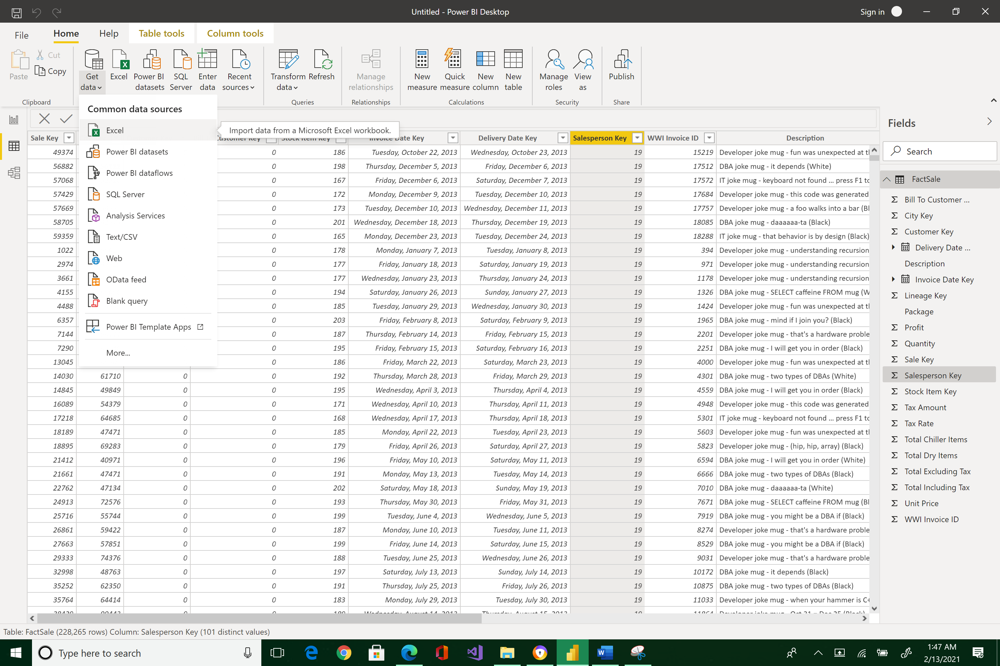 Untitled - Power BI Desktop
Sign in
File Home Help Table tools Column tools
Paste
Cut
Copy
Clipboard
Get data
Excel
Power BI datasets
SQL Server
Enter data
Recent sources
Transform data
Refresh
Queries
Manage relationships
Relationships
New measure
Quick measure
New column
New table
Calculations
Manage roles
View as
Security
Publish
Share
Common data sources
Excel
Power BI datasets
Power BI dataflows
SQL Server
Analysis Services
Text/CSV
Web
OData feed
Blank query
Power BI Template Apps
More...
Import data from a Microsoft Excel workbook.
Sale Key Customer Key Stock Item Key Invoice Date Key Delivery Date Key Salesperson Key WWI Invoice ID Description
49374 0 186 Tuesday, October 22, 2013 Wednesday, October 23, 2013 19 15219 Developer joke mug - fun was unexpected at
56882 0 198 Thursday, December 5, 2013 Friday, December 6, 2013 19 17512 DBA joke mug - it depends (White)
57068 0 167 Friday, December 6, 2013 Saturday, December 7, 2013 19 17572 IT joke mug - keyboard not found ... press F1 to
57429 0 172 Monday, December 9, 2013 Tuesday, December 10, 2013 19 17684 Developer joke mug - this code was generated
57669 0 173 Tuesday, December 10, 2013 Wednesday, December 11, 2013 19 17757 Developer joke mug - a foo walks into a bar (Bl
58705 0 201 Wednesday, December 18, 2013 Thursday, December 19, 2013 19 18085 DBA joke mug - daaaaaa-ta (Black)
59359 0 165 Monday, December 23, 2013 Tuesday, December 24, 2013 19 18288 IT joke mug - that behavior is by design (Black)
1022 0 178 Monday, January 7, 2013 Tuesday, January 8, 2013 19 394 Developer joke mug - understanding recursion
2974 0 177 Friday, January 18, 2013 Saturday, January 19, 2013 19 971 Developer joke mug - understanding recursion
3661 0 177 Wednesday, January 23, 2013 Thursday, January 24, 2013 19 1178 Developer joke mug - understanding recursion
4155 0 194 Saturday, January 26, 2013 Sunday, January 27, 2013 19 1326 DBA joke mug - SELECT caffeine FROM mug (W
4488 0 185 Tuesday, January 29, 2013 Wednesday, January 30, 2013 19 1424 Developer joke mug - fun was unexpected at
6357 0 203 Friday, February 8, 2013 Saturday, February 9, 2013 19 1965 DBA joke mug - mind if I join you? (Black)
7144 0 187 Thursday, February 14, 2013 Friday, February 15, 2013 19 2201 Developer joke mug - that's a hardware proble
7290 0 195 Friday, February 15, 2013 Saturday, February 16, 2013 19 2251 DBA joke mug - I will get you in order (Black)
13045 0 186 Friday, March 22, 2013 Saturday, March 23, 2013 19 4000 Developer joke mug - fun was unexpected at
14030 61710 0 0 192 Thursday, March 28, 2013 Friday, March 29, 2013 19 4301 DBA joke mug - two types of DBAs (White)
14845 49849 0 0 195 Wednesday, April 3, 2013 Thursday, April 4, 2013 19 4559 DBA joke mug - I will get you in order (Black)
16089 54379 0 0 171 Wednesday, April 10, 2013 Thursday, April 11, 2013 19 4948 Developer joke mug - this code was generated
17218 64685 0 0 168 Wednesday, April 17, 2013 Thursday, April 18, 2013 19 5301 IT joke mug - keyboard not found ... press F1 to
18189 47471 0 0 185 Monday, April 22, 2013 Tuesday, April 23, 2013 19 5603 Developer joke mug - fun was unexpected at
18895 69283 0 0 179 Friday, April 26, 2013 Saturday, April 27, 2013 19 5823 Developer joke mug - (hip, hip, array) (Black)
21412 40971 0 0 196 Friday, May 10, 2013 Saturday, May 11, 2013 19 6594 DBA joke mug - I will get you in order (White)
21661 47471 0 0 191 Monday, May 13, 2013 Tuesday, May 14, 2013 19 6666 DBA joke mug - two types of DBAs (Black)
22762 47134 0 0 202 Saturday, May 18, 2013 Sunday, May 19, 2013 19 7010 DBA joke mug - daaaaaa-ta (White)
24913 72576 0 0 193 Thursday, May 30, 2013 Friday, May 31, 2013 19 7671 DBA joke mug - SELECT caffeine FROM mug (Bl
25716 55744 0 0 199 Tuesday, June 4, 2013 Wednesday, June 5, 2013 19 7919 DBA joke mug - you might be a DBA if (Black)
26861 59422 0 0 187 Monday, June 10, 2013 Tuesday, June 11, 2013 19 8274 Developer joke mug - that's a hardware proble
27663 57851 0 0 199 Friday, June 14, 2013 Saturday, June 15, 2013 19 8529 DBA joke mug - you might be a DBA if (Black)
29333 74376 0 0 188 Tuesday, June 25, 2013 Wednesday, June 26, 2013 19 9031 Developer joke mug - that's a hardware proble
32998 48763 0 0 197 Saturday, July 13, 2013 Sunday, July 14, 2013 19 10172 DBA joke mug - it depends (Black)
35252 62350 0 0 191 Thursday, July 25, 2013 Friday, July 26, 2013 19 10875 DBA joke mug - two types of DBAs (Black)
35764 64414 0 0 183 Monday, July 29, 2013 Tuesday, July 30, 2013 19 11033 Developer joke mug - when your hammer is C+
Fields
Search
FactSale
Bill To Customer ...
City Key
Customer Key
Delivery Date ...
Description
Invoice Date Key
Lineage Key
Package
Profit
Quantity
Sale Key
Salesperson Key
Stock Item Key
Tax Amount
Tax Rate
Total Chiller Items
Total Dry Items
Total Excluding Tax
Total Including Tax
Unit Price
WWI Invoice ID
Table: FactSale (228,265 rows) Column: Salesperson Key (101 distinct values)
Type here to search
1:47 AM
2/13/2021